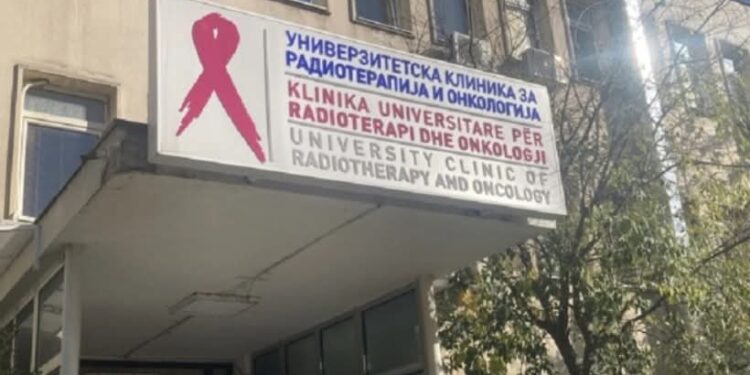 УНИВЕРЗИТЕТСКА КЛИНИКА ЗА
РАДИОТЕРАПИЈА И ОНКОЛОГИЈА
KLINIKA UNIVERSITARE PËR
RADIOTERAPI DHE ONKOLOGJI
UNIVERSITY CLINIC OF
RADIOTHERAPY AND ONCOLOGY